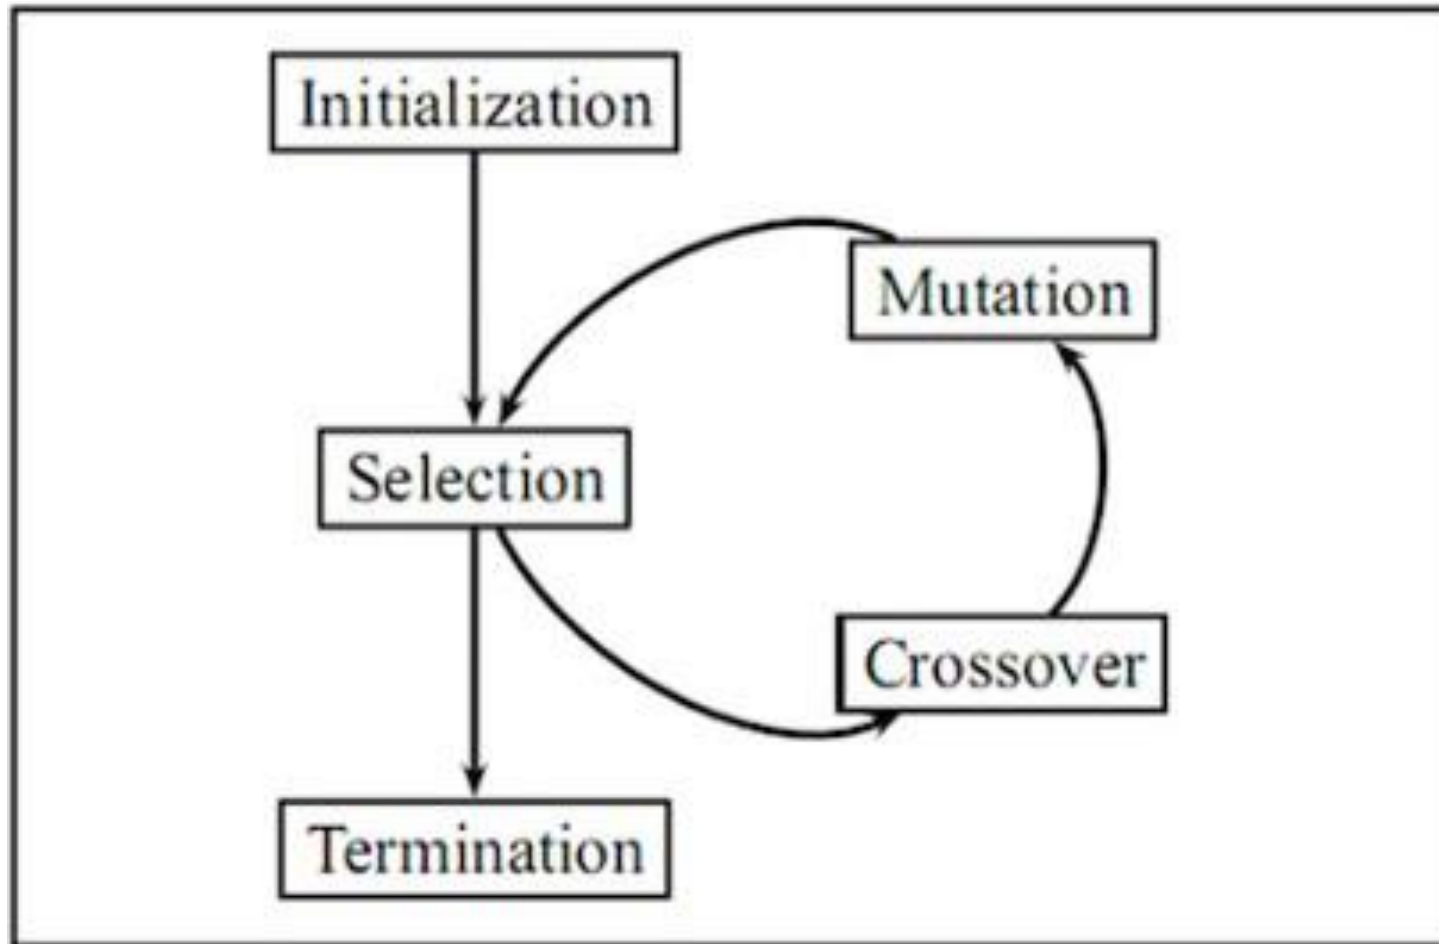 Initialization
Mutation
Selection
Crossover
Termination